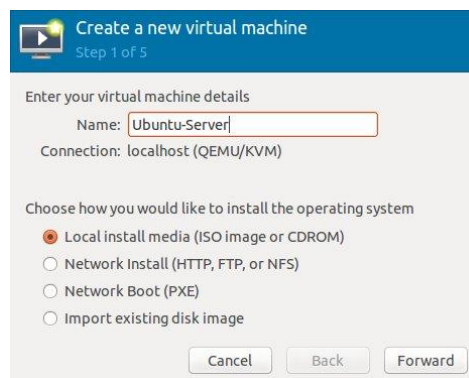 Create a new virtual machine
Step 1 of 5
Enter your virtual machine details
Name: Ubuntu-Server
Connection: localhost (QEMU/KVM)
Choose how you would like to install the operating system
Local install media (ISO image or CDROM)
Network Install (HTTP, FTP, or NFS)
Network Boot (PXE)
Import existing disk image
Cancel Back Forward